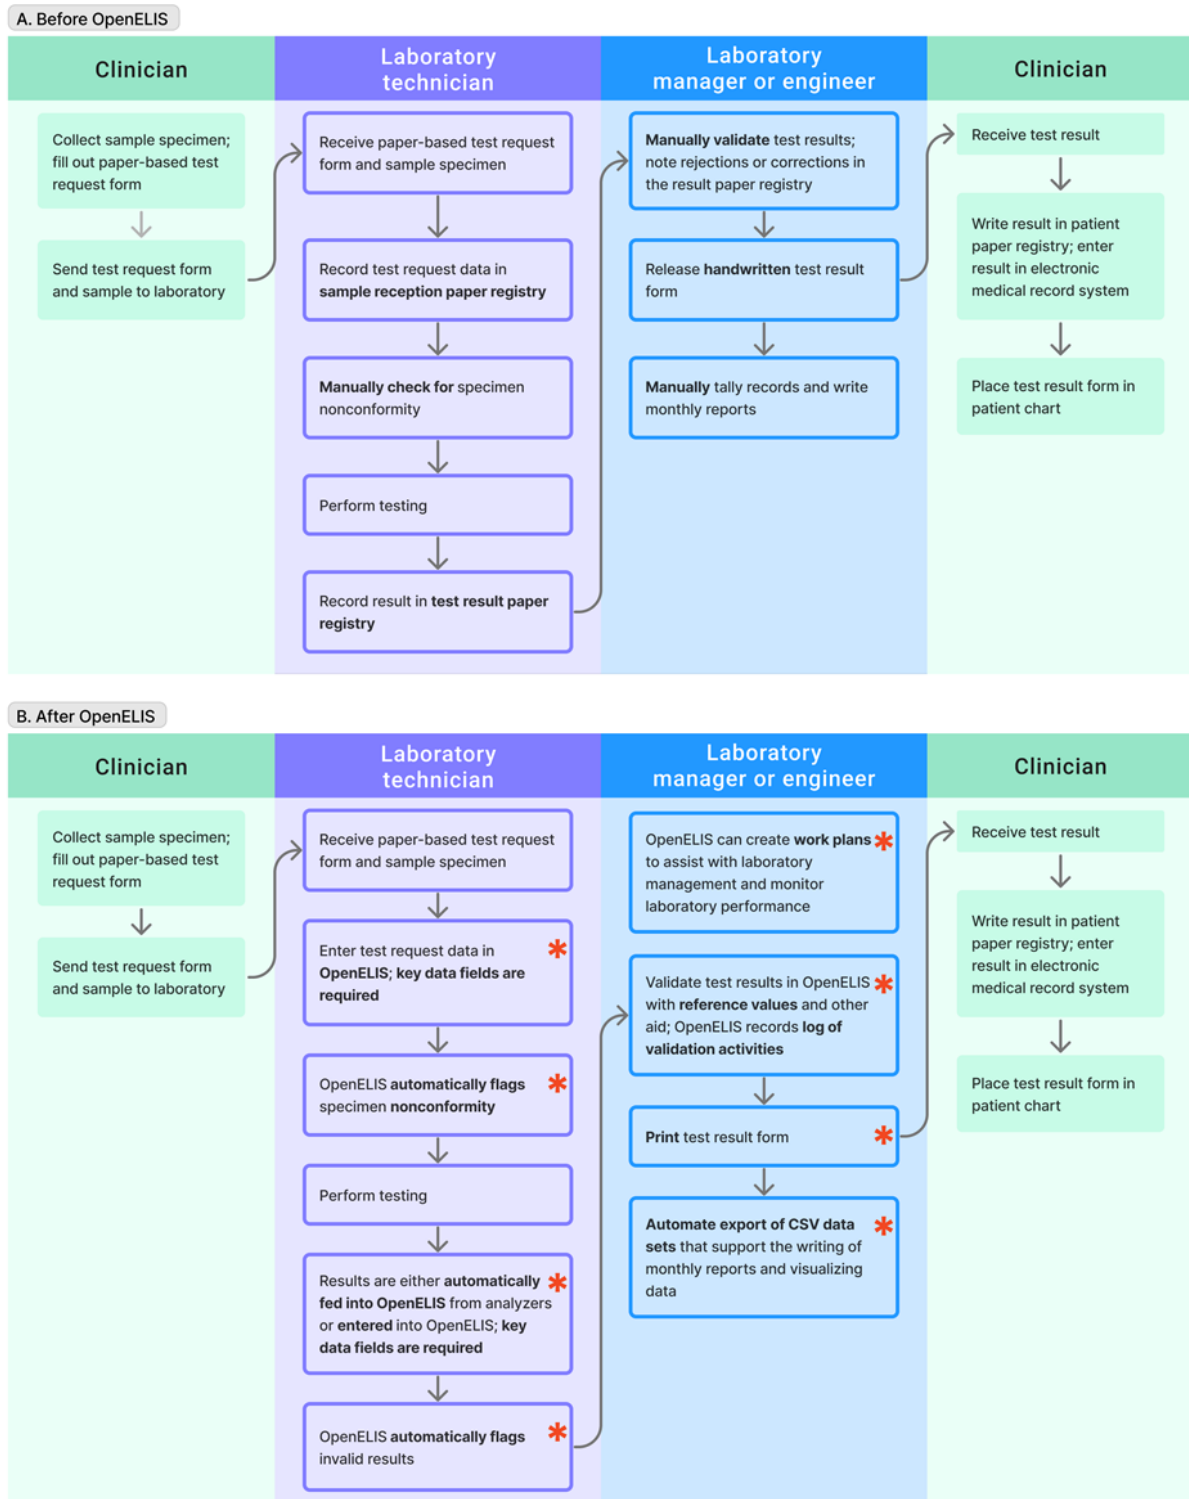 A. Before OpenELIS
Clinician
Collect sample specimen;
fill out paper-based test
request form
Send test request form
and sample to laboratory
Laboratory
technician
Receive paper-based test request
form and sample specimen
Record test request data in
sample reception paper registry
Manually check for specimen
nonconformity
Perform testing
Record result in test result paper
registry
Laboratory
manager or engineer
Manually validate test results;
note rejections or corrections in
the result paper registry
Release handwritten test result
form
Manually tally records and write
monthly reports
Clinician
Receive test result
Write result in patient
paper registry; enter
result in electronic
medical record system
Place test result form in
patient chart
B. After OpenELIS
Clinician
Collect sample specimen;
fill out paper-based test
request form
Send test request form
and sample to laboratory
Laboratory
technician
Receive paper-based test request
form and sample specimen
Enter test request data in *
OpenELIS; key data fields are
required
OpenELIS automatically flags *
specimen nonconformity
Perform testing
Results are either automatically *
fed into OpenELIS from analyzers
or entered into OpenELIS; key
data fields are required
OpenELIS automatically flags *
invalid results
Laboratory
manager or engineer
OpenELIS can create work plans *
to assist with laboratory
management and monitor
laboratory performance
Validate test results in OpenELIS *
with reference values and other
aid; OpenELIS records log of
validation activities
Print test result form *
Automate export of CSV data *
sets that support the writing of
monthly reports and visualizing
data
Clinician
Receive test result
Write result in patient
paper registry; enter
result in electronic
medical record system
Place test result form in
patient chart